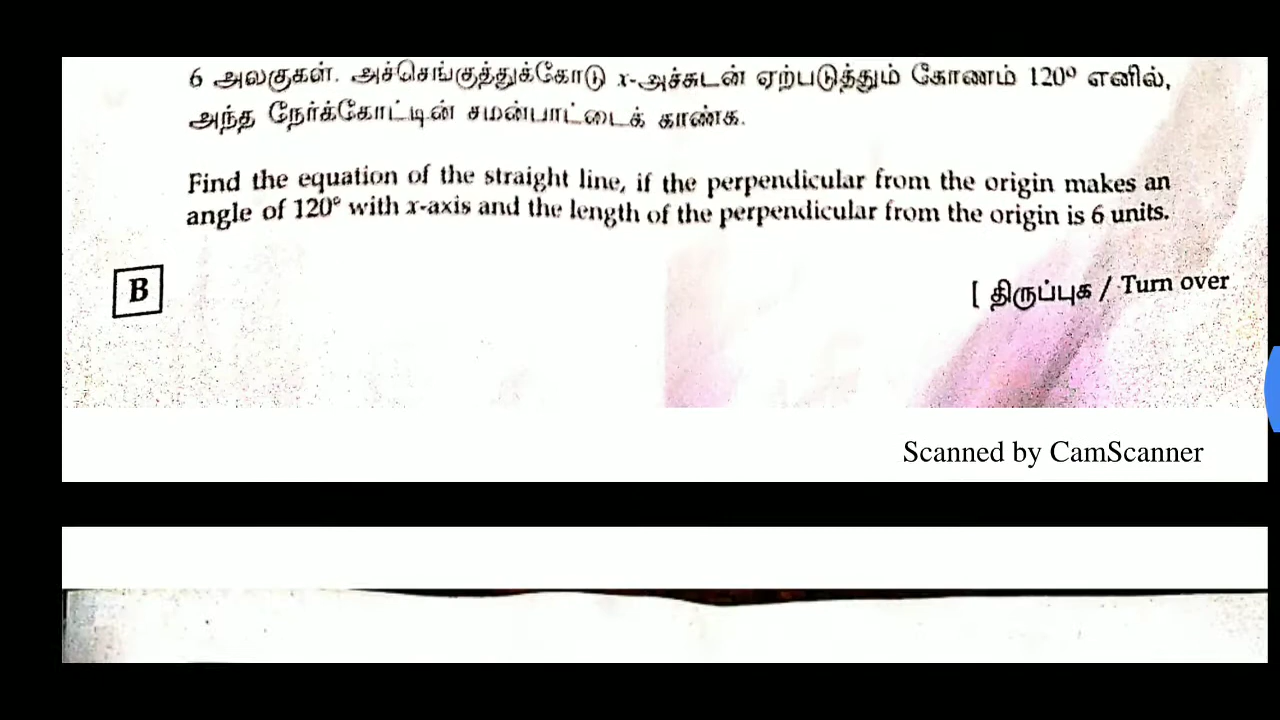 6 அலகுகள். அச்செங்குத்துக்கோடு x-அச்சுடன் ஏற்படுத்தும் கோணம் 120° எனில்,
அந்த நேர்க்கோட்டின் சமன்பாட்டைக் காண்க.
Find the equation of the straight line, if the perpendicular from the origin makes an
angle of 120° with x-axis and the length of the perpendicular from the origin is 6 units.
B
[ திருப்புக / Turn over
Scanned by CamScanner